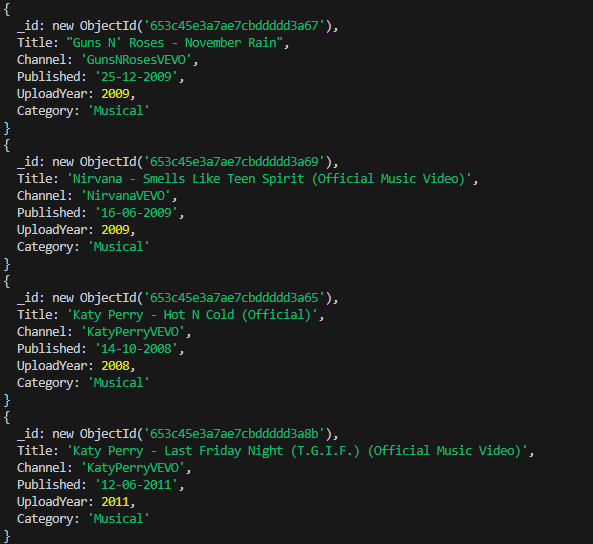 {
  _id: new ObjectId('653c45e3a7ae7cbddddd3a67'),
  Title: "Guns N' Roses - November Rain",
  Channel: 'GunsNRosesVEVO',
  Published: '25-12-2009',
  UploadYear: 2009,
  Category: 'Musical'
}
{
  _id: new ObjectId('653c45e3a7ae7cbddddd3a69'),
  Title: 'Nirvana - Smells Like Teen Spirit (Official Music Video)',
  Channel: 'NirvanaVEVO',
  Published: '16-06-2009',
  UploadYear: 2009,
  Category: 'Musical'
}
{
  _id: new ObjectId('653c45e3a7ae7cbddddd3a65'),
  Title: 'Katy Perry - Hot N Cold (Official)',
  Channel: 'KatyPerryVEVO',
  Published: '14-10-2008',
  UploadYear: 2008,
  Category: 'Musical'
}
{
  _id: new ObjectId('653c45e3a7ae7cbddddd3a8b'),
  Title: 'Katy Perry - Last Friday Night (T.G.I.F.) (Official Music Video)',
  Channel: 'KatyPerryVEVO',
  Published: '12-06-2011',
  UploadYear: 2011,
  Category: 'Musical'
}